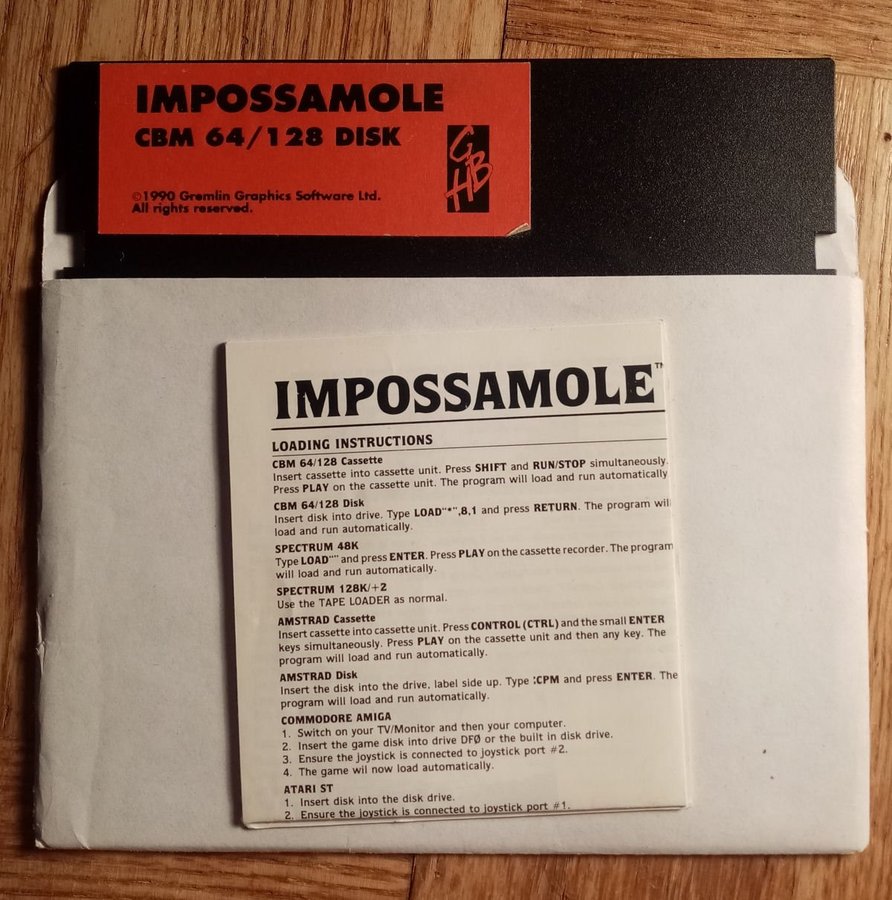 IMPOSSAMOLE
CBM 64/128 DISK
GHB
©1990 Gremlin Graphics Software Ltd.
All rights reserved.
IMPOSSAMOLE™
LOADING INSTRUCTIONS
CBM 64/128 Cassette
Insert cassette into cassette unit. Press SHIFT and RUN/STOP simultaneously.
Press PLAY on the cassette unit. The program will load and run automatically
CBM 64/128 Disk
Insert disk into drive. Type LOAD"*",8,1 and press RETURN. The program will
load and run automatically.
SPECTRUM 48K
Type LOAD"" and press ENTER. Press PLAY on the cassette recorder. The program
will load and run automatically.
SPECTRUM 128K/+2
Use the TAPE LOADER as normal.
AMSTRAD Cassette
Insert cassette into cassette unit. Press CONTROL (CTRL) and the small ENTER
keys simultaneously. Press PLAY on the cassette unit and then any key. The
program will load and run automatically.
AMSTRAD Disk
Insert the disk into the drive, label side up. Type ¦CPM and press ENTER. The
program will load and run automatically.
COMMODORE AMIGA
1. Switch on your TV/Monitor and then your computer.
2. Insert the game disk into drive DFØ or the built in disk drive.
3. Ensure the joystick is connected to joystick port #2.
4. The game wil now load automatically.
ATARI ST
1. Insert disk into the disk drive.
2. Ensure the joystick is connected to joystick port #1.